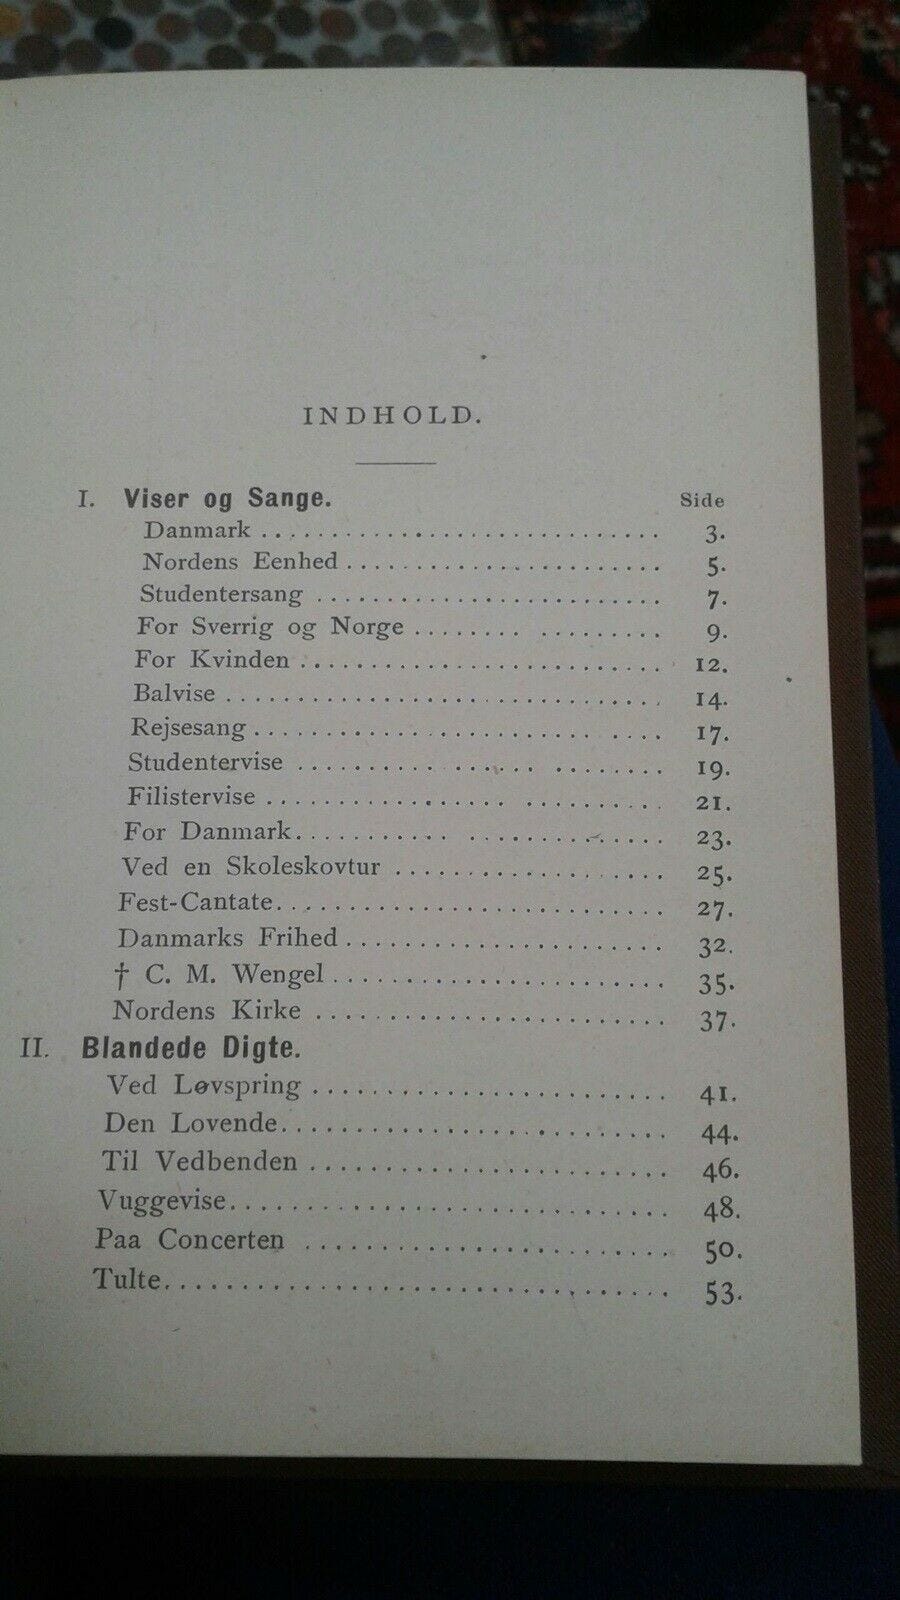 INDHOLD.
I. Viser og Sange. Side
Danmark .............................. 3.
Nordens Eenhed ........................ 5.
Studentersang .......................... 7.
For Sverrig og Norge ........ ......... 9.
For Kvinden ........................... 12.
Balvise ................................ 14.
Rejsesang .............................. 17.
Studentervise .......................... 19.
Filistervise ........................... 21.
For Danmark ........................... 23.
Ved en Skoleskovtur .................... 25.
Fest-Cantate ........................... 27.
Danmarks Frihed ........................ 32.
† C. M. Wengel ......................... 35.
Nordens Kirke .......................... 37.
II. Blandede Digte.
Ved Løvspring .......................... 41.
Den Lovende ........................... 44.
Til Vedbenden .......................... 46.
Vuggevise .............................. 48.
Paa Concerten .......................... 50.
Tulte .................................. 53.